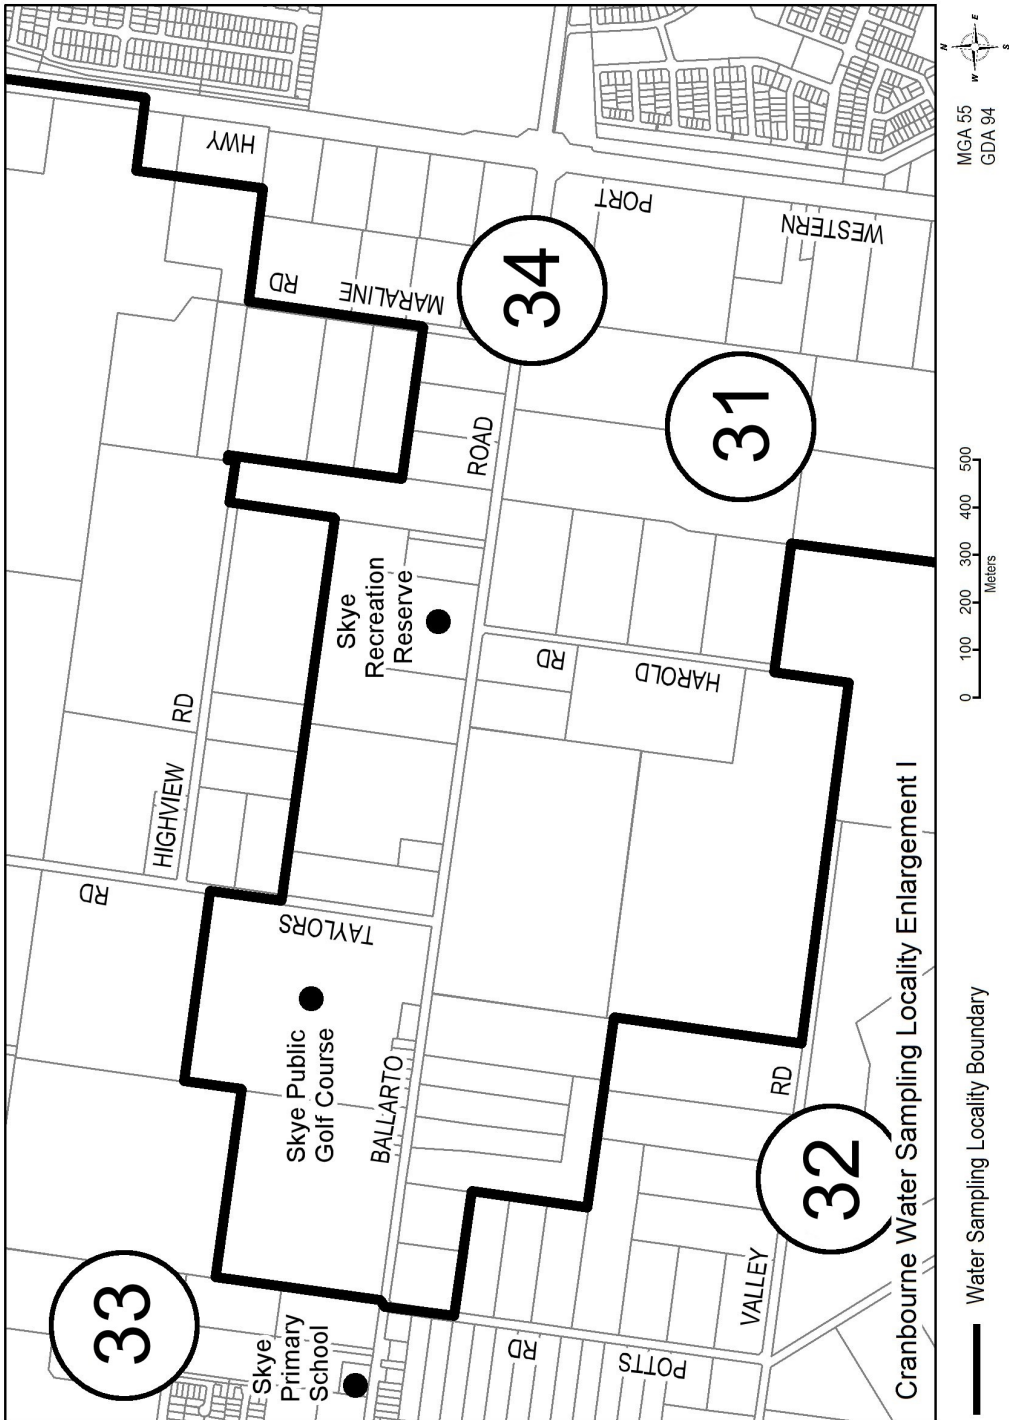 33
Skye
Primary
School
RD
HIGHVIEW
RD
TAYLORS
Skye Public
Golf Course
BALLARTO
ROAD
Skye
Recreation
Reserve
RD
MARALINE
HWY
34
PORT
WESTERN
31
RD
HAROLD
RD
POTTS
VALLEY
RD
32
Cranbourne Water Sampling Locality Enlargement I
Water Sampling Locality Boundary
0 100 200 300 400 500
Meters
MGA 55
GDA 94
N
E
S
W